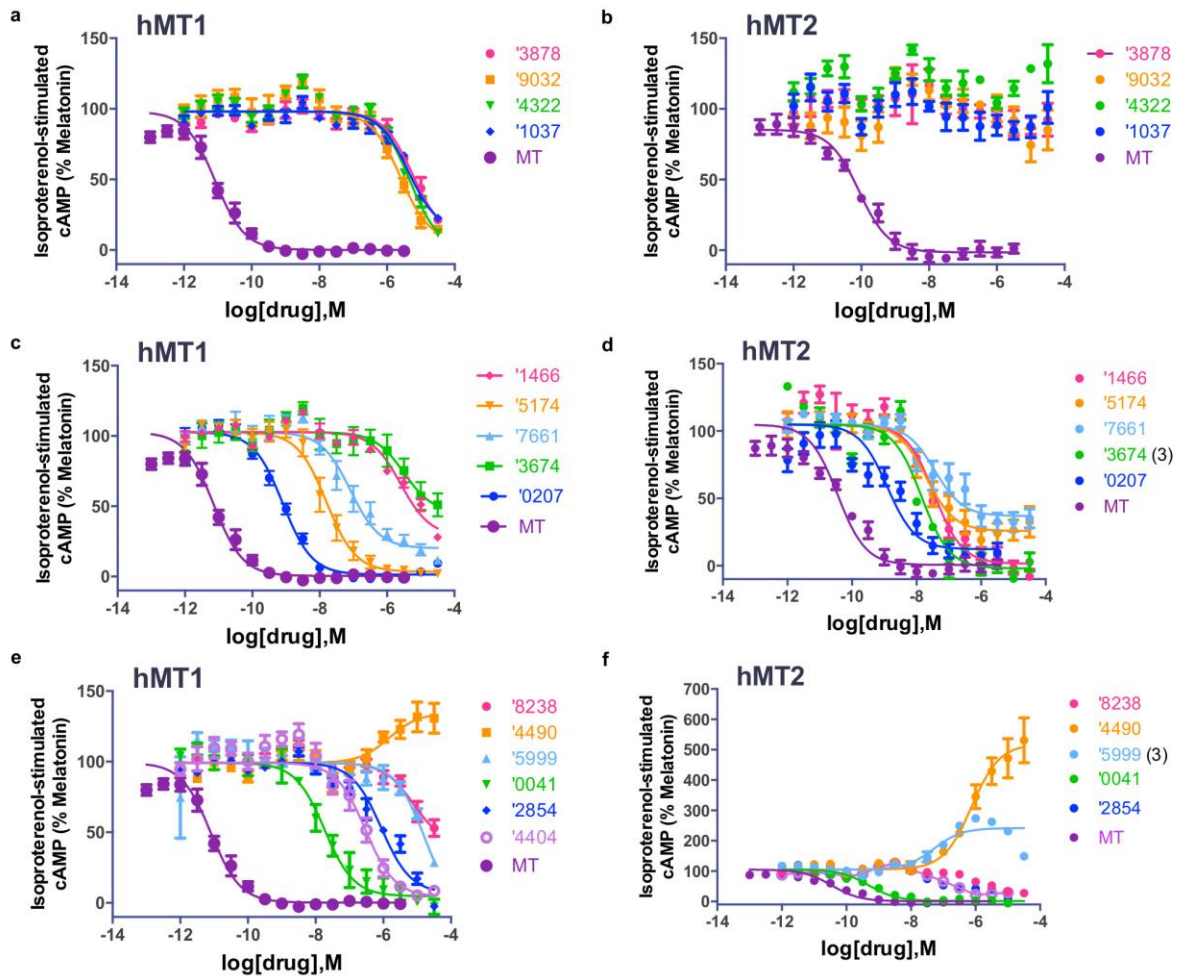 a
hMT1
Isoproterenol-stimulated
cAMP (% Melatonin)
150
100
50
0
-14
-12
-10
-8
-6
-4
log[drug],M
'3878
'9032
'4322
'1037
MT
b
hMT2
Isoproterenol-stimulated
cAMP (% Melatonin)
150
100
50
0
-14
-12
-10
-8
-6
-4
log[drug],M
'3878
'9032
'4322
'1037
MT
c
hMT1
Isoproterenol-stimulated
cAMP (% Melatonin)
150
100
50
0
-14
-12
-10
-8
-6
-4
log[drug],M
'1466
'5174
'7661
'3674
'0207
MT
d
hMT2
Isoproterenol-stimulated
cAMP (% Melatonin)
150
100
50
0
-14
-12
-10
-8
-6
-4
log[drug],M
'1466
'5174
'7661
'3674 (3)
'0207
MT
e
hMT1
Isoproterenol-stimulated
cAMP (% Melatonin)
150
100
50
0
-14
-12
-10
-8
-6
-4
log[drug],M
'8238
'4490
'5999
'0041
'2854
'4404
MT
f
hMT2
Isoproterenol-stimulated
cAMP (% Melatonin)
700
600
500
400
300
200
100
0
-14
-12
-10
-8
-6
-4
log[drug],M
'8238
'4490
'5999 (3)
'0041
'2854
MT